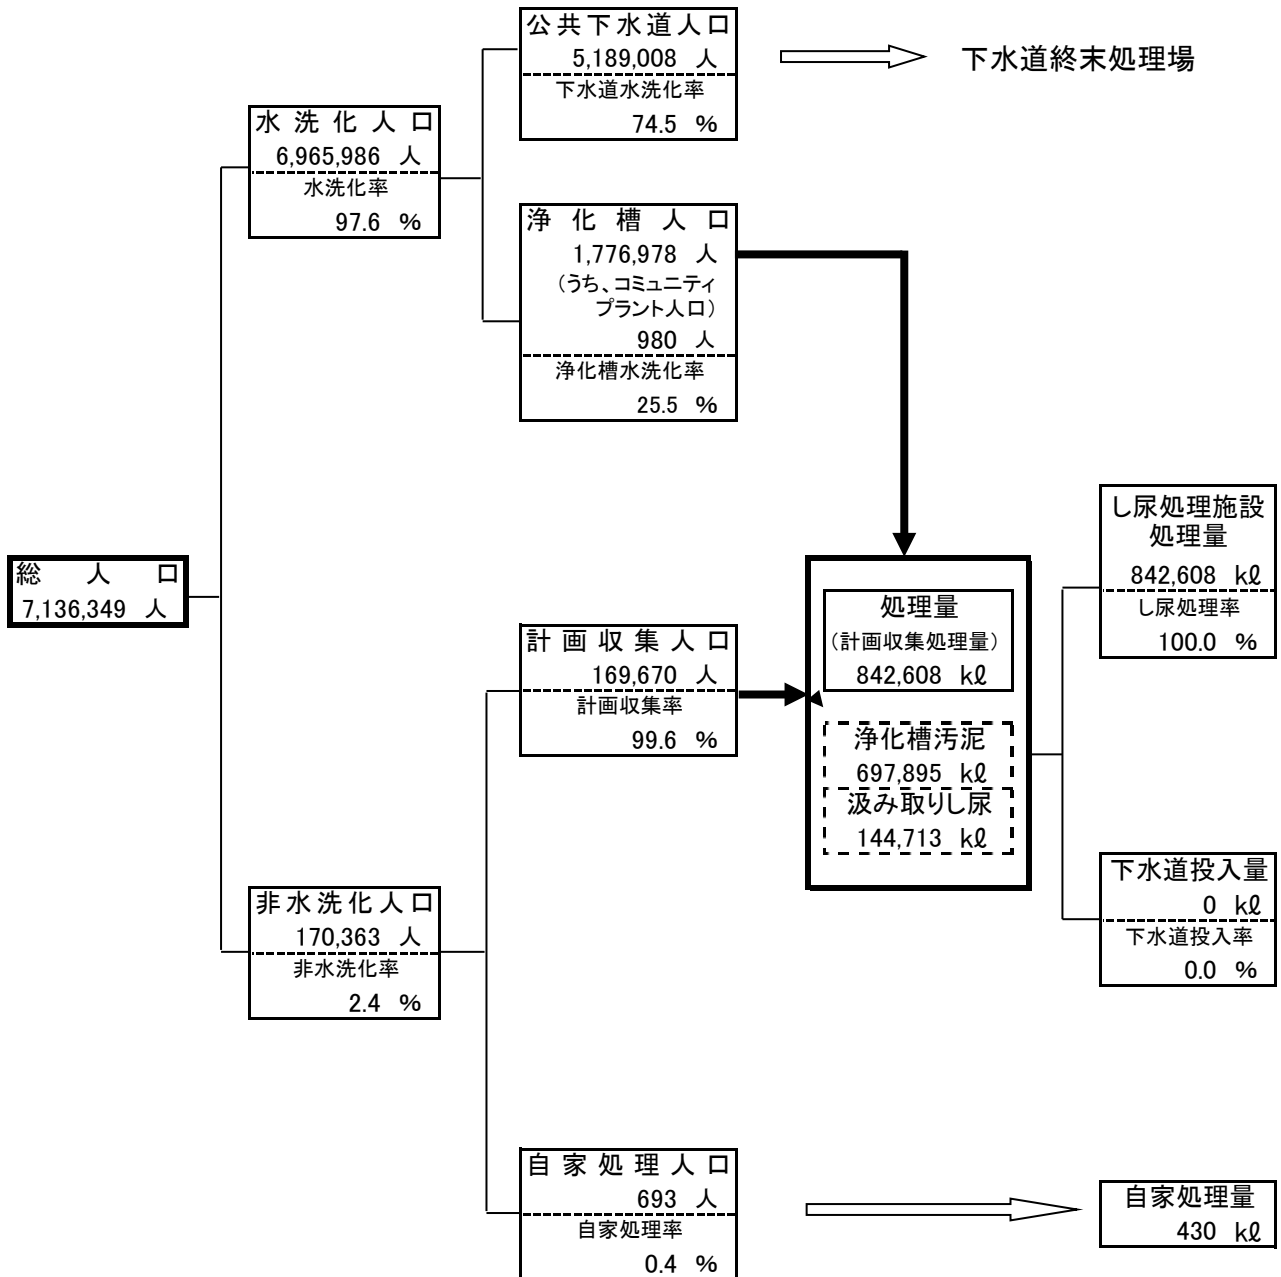 総人口
7,136,349 人
水洗化人口
6,965,986 人
水洗化率
97.6 %
公共下水道人口
5,189,008 人
下水道水洗化率
74.5 %
下水道終末処理場
浄化槽人口
1,776,978 人
(うち、コミュニティ
プラント人口)
980 人
浄化槽水洗化率
25.5 %
非水洗化人口
170,363 人
非水洗化率
2.4 %
計画収集人口
169,670 人
計画収集率
99.6 %
自家処理人口
693 人
自家処理率
0.4 %
処理量
(計画収集処理量)
842,608 kℓ
浄化槽汚泥
697,895 kℓ
汲み取りし尿
144,713 kℓ
し尿処理施設
処理量
842,608 kℓ
し尿処理率
100.0 %
下水道投入量
0 kℓ
下水道投入率
0.0 %
自家処理量
430 kℓ